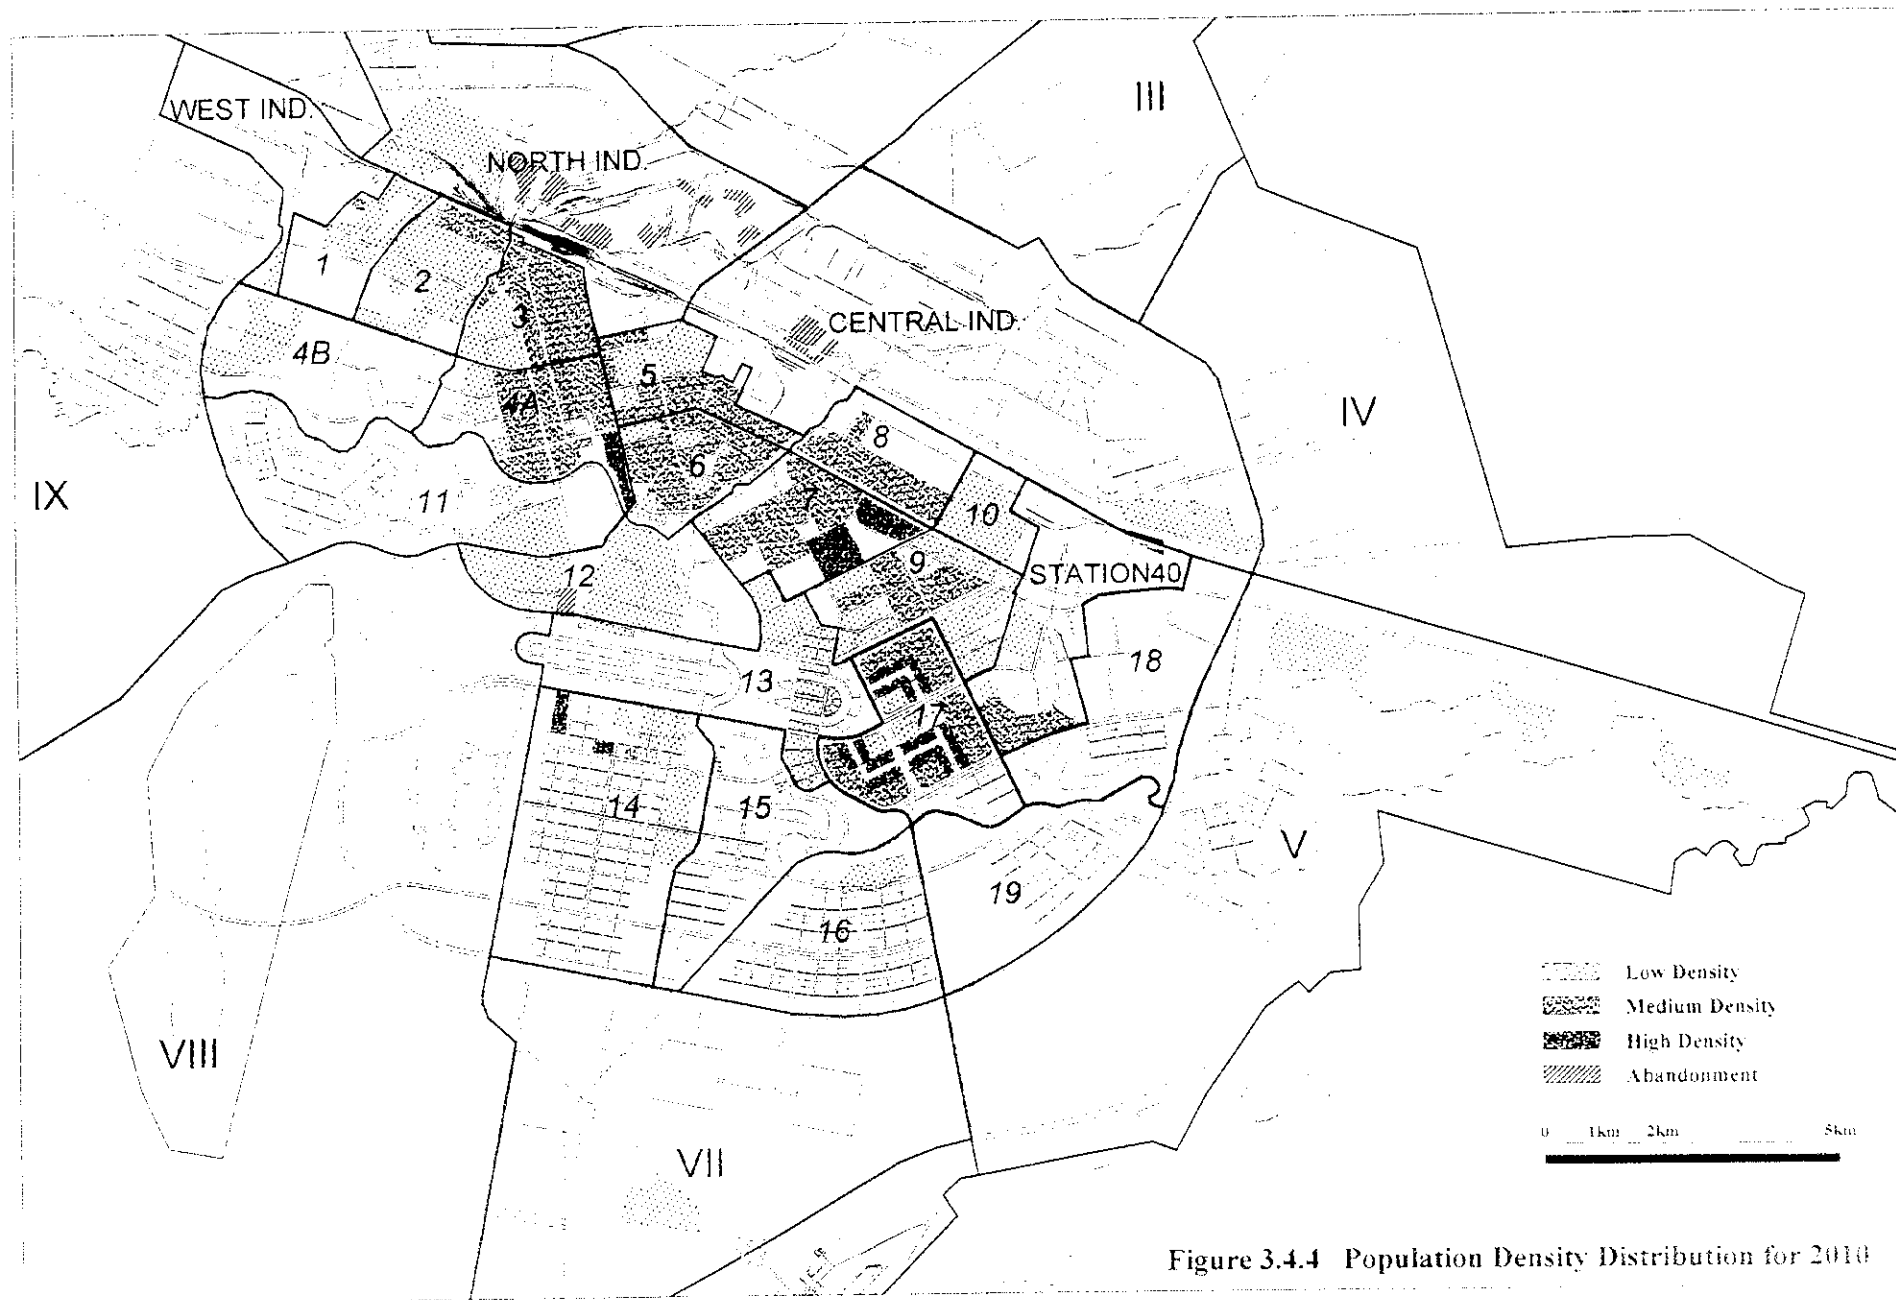 III
WEST IND.
NORTH IND.
1
2
3
CENTRAL IND.
4B
5
4A
IV
8
6
IX
11
7
10
9
12
STATION40
13
18
17
14
15
V
19
16
VIII
VII
Low Density
Medium Density
High Density
Abandonment
0 1km 2km 5km
Figure 3.4.4 Population Density Distribution for 2010